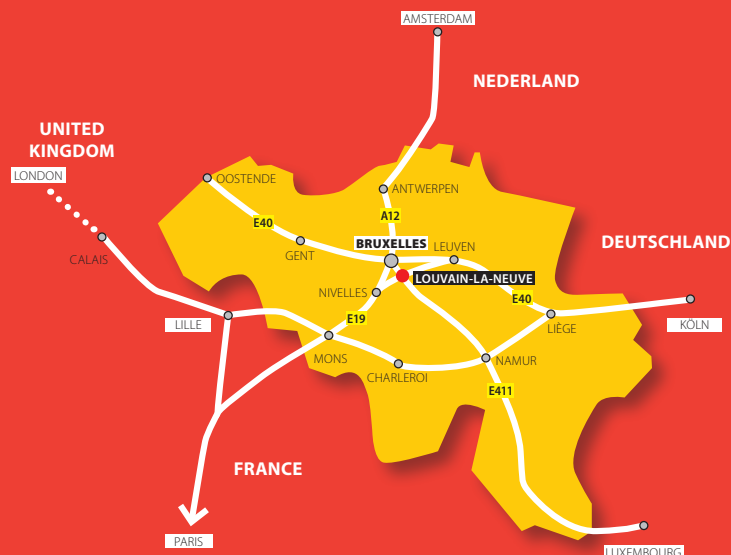 AMSTERDAM
NEDERLAND
UNITED
KINGDOM
LONDON
OOSTENDE
ANTWERPEN
A12
E40
BRUXELLES
LEUVEN
DEUTSCHLAND
CALAIS
GENT
LOUVAIN-LA-NEUVE
NIVELLES
E40
E19
LILLE
LIÈGE
KÖLN
MONS
NAMUR
CHARLEROI
E411
FRANCE
PARIS
LUXEMBOURG